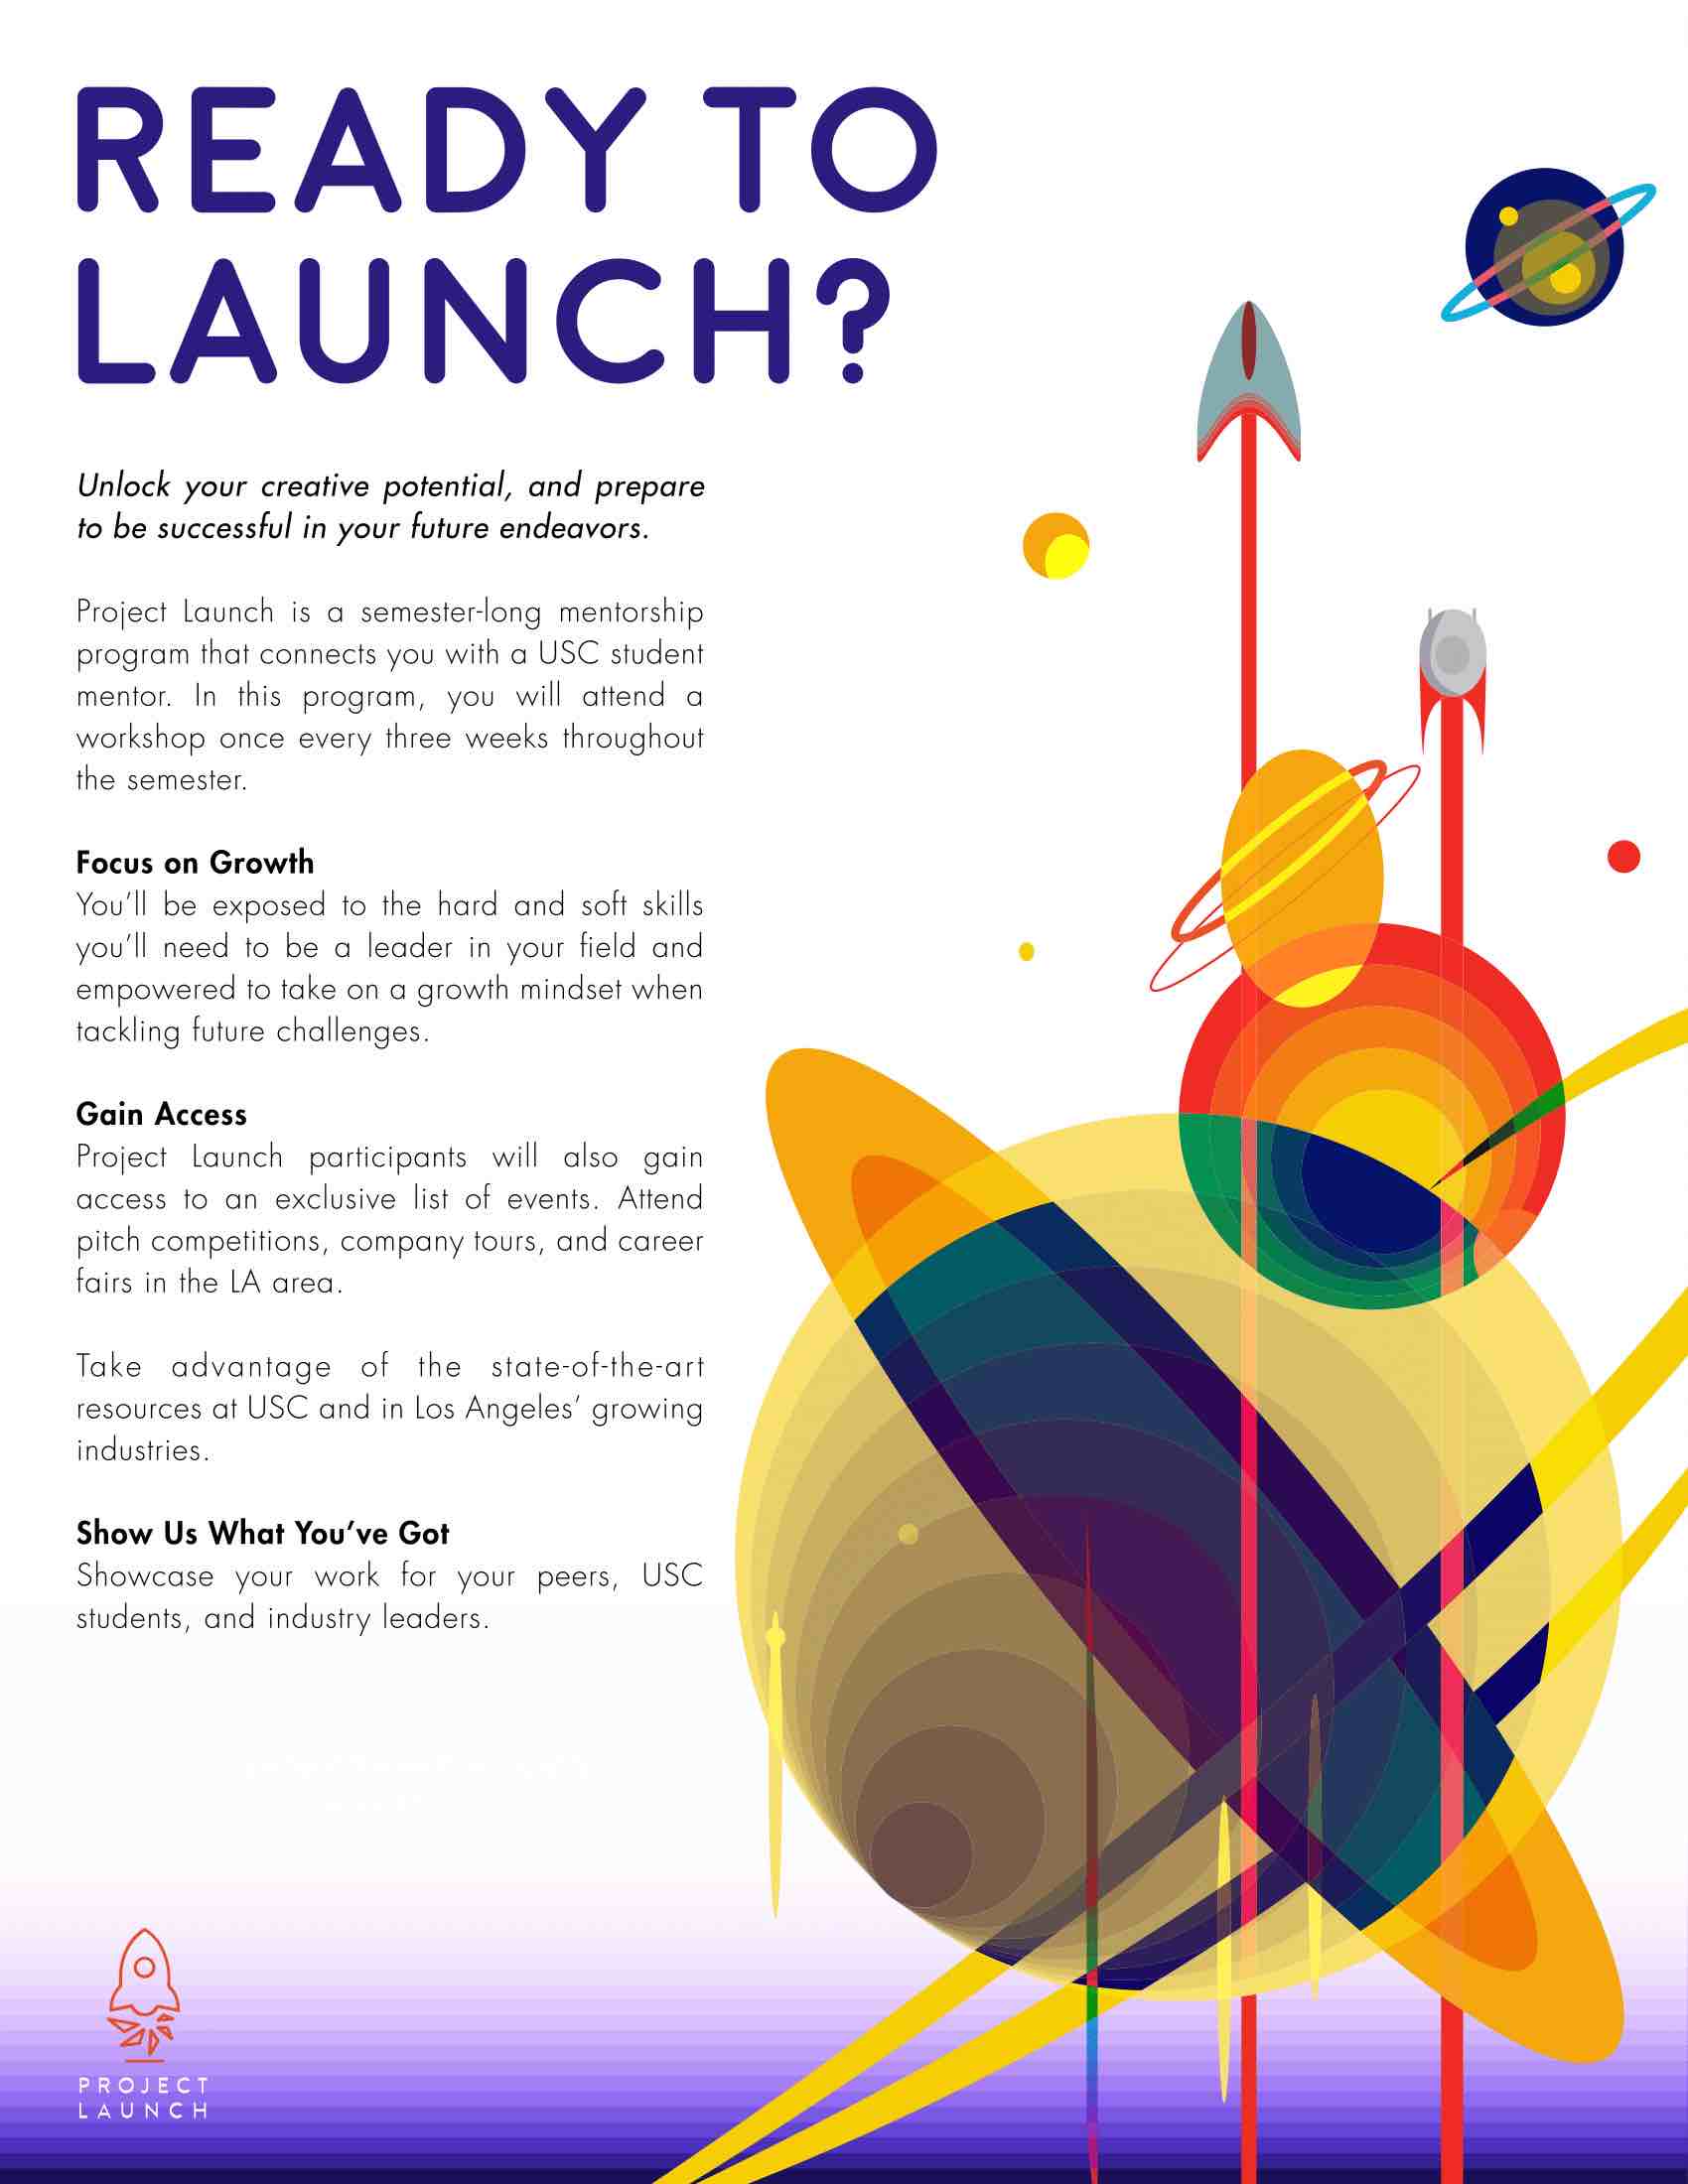 READY TO
LAUNCH?
Unlock your creative potential, and prepare
to be successful in your future endeavors.
Project Launch is a semester-long mentorship
program that connects you with a USC student
mentor. In this program, you will attend a
workshop once every three weeks throughout
the semester.
Focus on Growth
You’ll be exposed to the hard and soft skills
you’ll need to be a leader in your field and
empowered to take on a growth mindset when
tackling future challenges.
Gain Access
Project Launch participants will also gain
access to an exclusive list of events. Attend
pitch competitions, company tours, and career
fairs in the LA area.
Take advantage of the state-of-the-art
resources at USC and in Los Angeles’ growing
industries.
Show Us What You’ve Got
Showcase your work for your peers, USC
students, and industry leaders.
PROJECT
LAUNCH